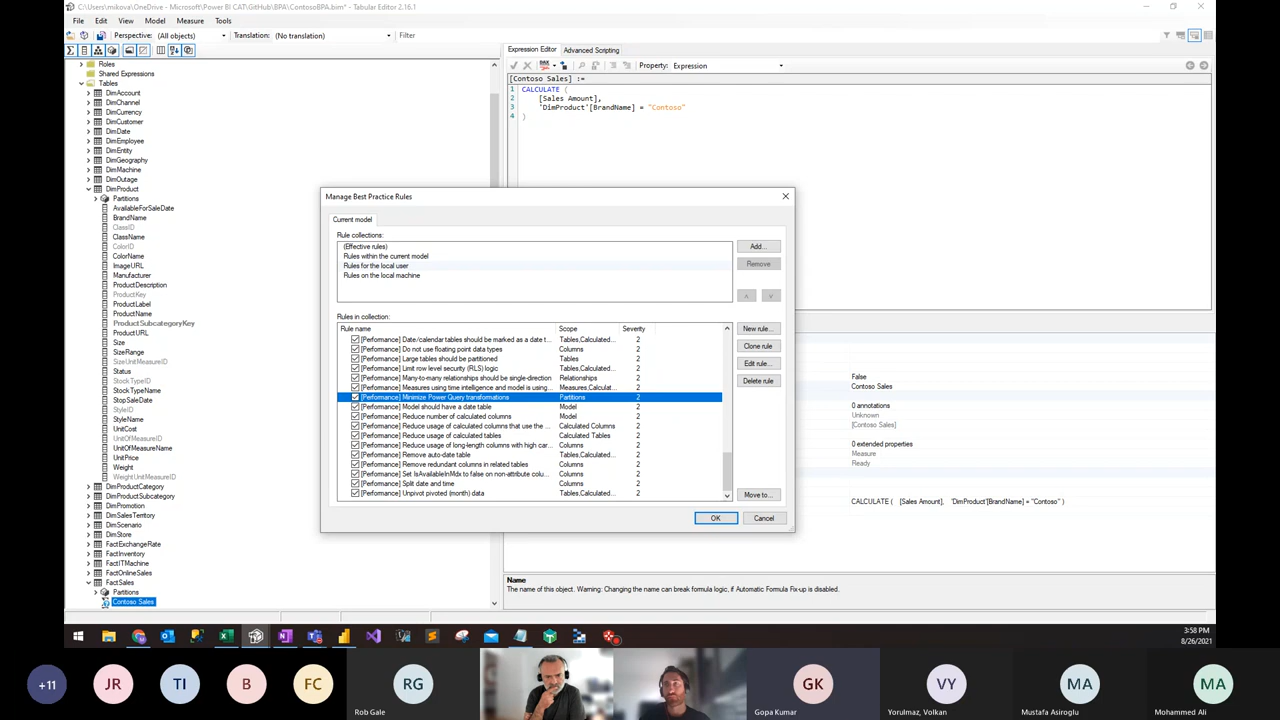 C:\Users\mikova\OneDrive - Microsoft\Power BI CAT\GitHub\BPA\ContosoBPA.bim* - Tabular Editor 2.16.1
File Edit View Model Measure Tools
Perspective: (All objects) Translation: (No translation) Filter
Roles
Shared Expressions
Tables
DimAccount
DimChannel
DimCurrency
DimCustomer
DimDate
DimEmployee
DimEntity
DimGeography
DimMachine
DimOutage
DimProduct
Partitions
AvailableForSaleDate
BrandName
ClassID
ClassName
ColorID
ColorName
ImageURL
Manufacturer
ProductDescription
ProductKey
ProductLabel
ProductName
ProductSubcategoryKey
ProductURL
Size
SizeRange
SizeUnitMeasureID
Status
StockTypeID
StockTypeName
StopSaleDate
StyleID
StyleName
UnitCost
UnitOfMeasureID
UnitOfMeasureName
UnitPrice
Weight
WeightUnitMeasureID
DimProductCategory
DimProductSubcategory
DimPromotion
DimSalesTerritory
DimScenario
DimStore
FactExchangeRate
FactInventory
FactITMachine
FactOnlineSales
FactSales
Partitions
Contoso Sales
Expression Editor Advanced Scripting
Property: Expression
[Contoso Sales] :=
1 CALCULATE (
2 [Sales Amount],
3 'DimProduct'[BrandName] = "Contoso"
4 )
Manage Best Practice Rules
Current model
Rule collections:
(Effective rules)
Rules within the current model
Rules for the local user
Rules on the local machine
Add...
Remove
Rules in collection:
Rule name Scope Severity
[Performance] Date/calendar tables should be marked as a date t... Tables,Calculated... 2
[Performance] Do not use floating point data types Columns 2
[Performance] Large tables should be partitioned Tables 2
[Performance] Limit row level security (RLS) logic Tables,Calculated... 2
[Performance] Many-to-many relationships should be single-direction Relationships 2
[Performance] Measures using time intelligence and model is using... Measures,Calculat... 2
[Performance] Minimize Power Query transformations Partitions 2
[Performance] Model should have a date table Model 2
[Performance] Reduce number of calculated columns Model 2
[Performance] Reduce usage of calculated columns that use the ... Calculated Columns 2
[Performance] Reduce usage of calculated tables Calculated Tables 2
[Performance] Reduce usage of long-length columns with high car... Columns 2
[Performance] Remove auto-date table Tables,Calculated... 2
[Performance] Remove redundant columns in related tables Columns 2
[Performance] Set IsAvailableInMdx to false on non-attribute colum... Columns 2
[Performance] Split date and time Columns 2
[Performance] Unpivot pivoted (month) data Tables,Calculated... 2
New rule...
Clone rule
Edit rule...
Delete rule
Move to...
OK Cancel
False
Contoso Sales
0 annotations
Unknown
[Contoso Sales]
0 extended properties
Measure
Ready
CALCULATE ( [Sales Amount], 'DimProduct'[BrandName] = "Contoso" )
Name
The name of this object. Warning: Changing the name can break formula logic, if Automatic Formula Fix-up is disabled.
3:58 PM
8/26/2021
+11 JR TI B FC RG GK VY MA MA
Rob Gale Gopa Kumar Yorulmaz, Volkan Mustafa Asiroglu Mohammed Ali